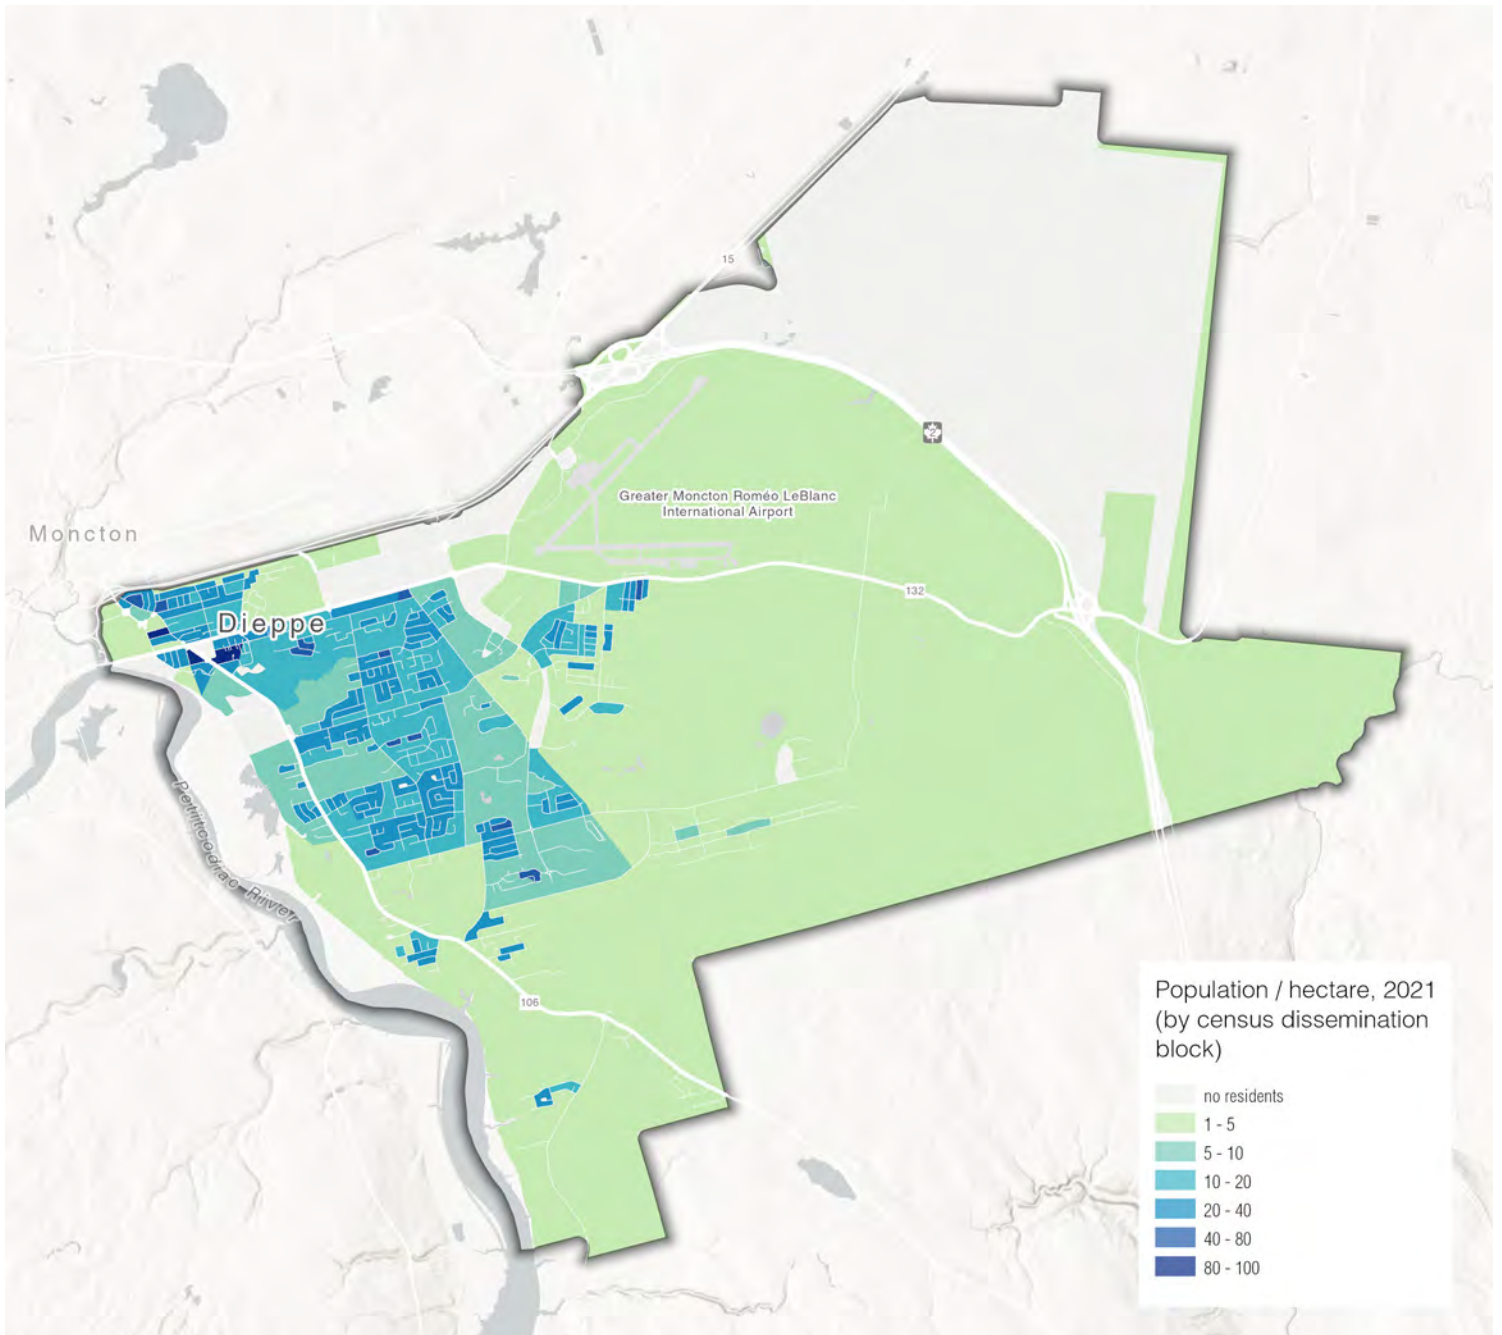 15
2
Greater Moncton Roméo LeBlanc
International Airport
Moncton
132
Dieppe
Petitcodiac River
106
Population / hectare, 2021
(by census dissemination
block)
no residents
1 - 5
5 - 10
10 - 20
20 - 40
40 - 80
80 - 100